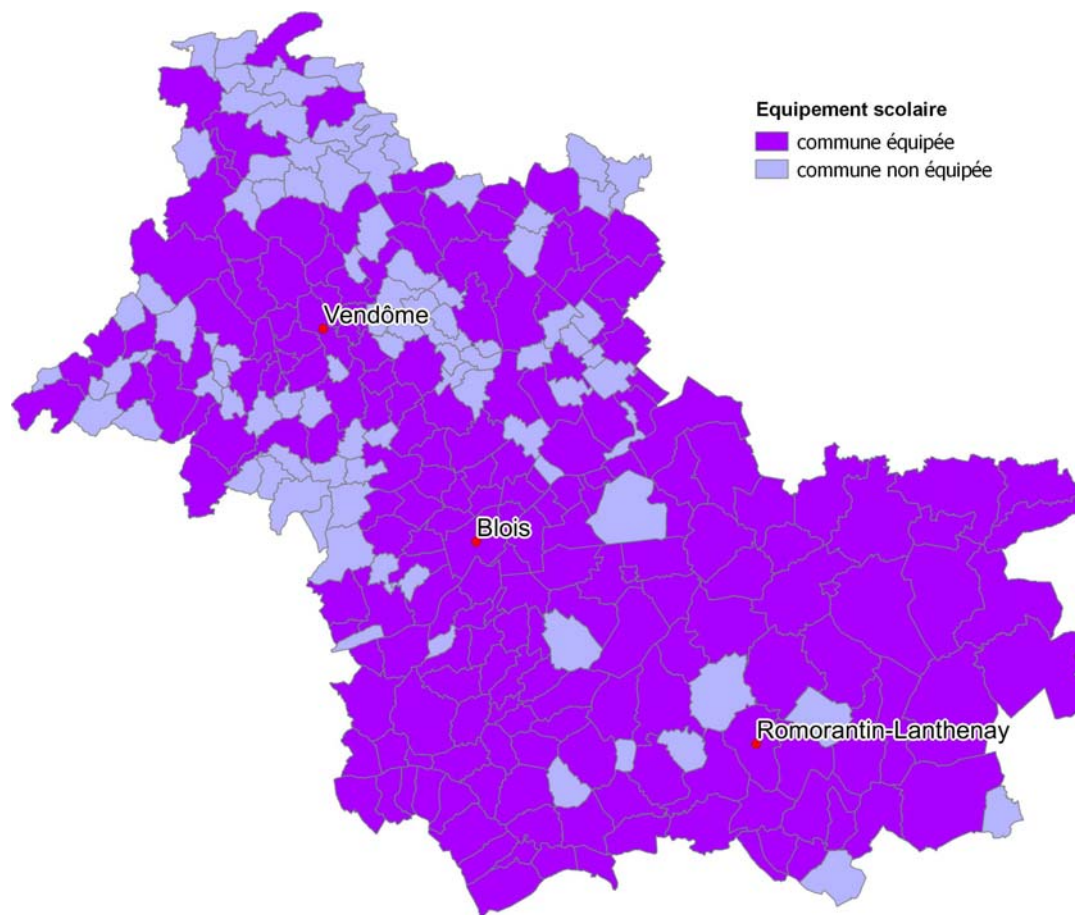 Equipement scolaire
commune équipée
commune non équipée
Vendôme
Blois
Romorantin-Lanthenay